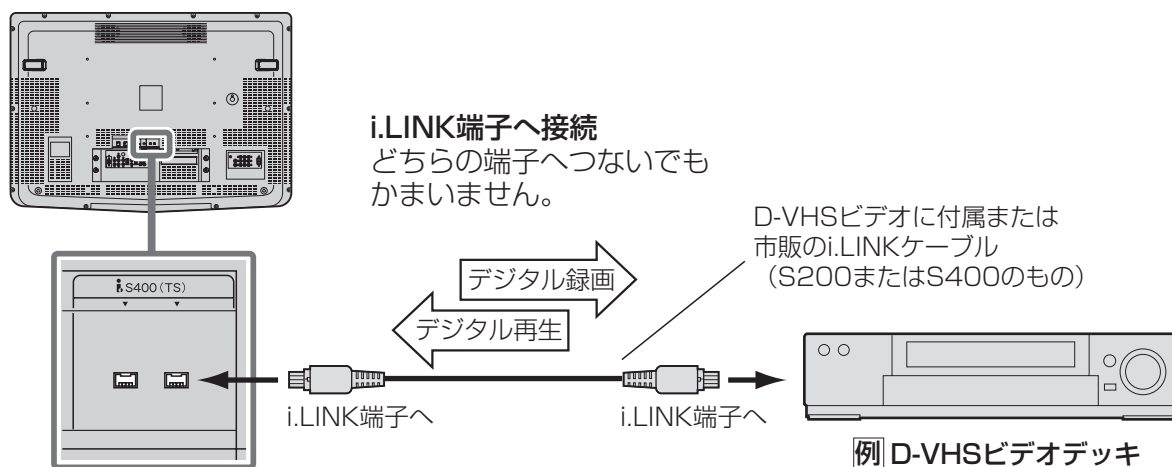 i.LINK端子へ接続
どちらの端子へつないでも
かまいません。
D-VHSビデオに付属または
市販のi.LINKケーブル
（S200またはS400のもの）
デジタル録画
デジタル再生
S400(TS)
i.LINK端子へ
i.LINK端子へ
例 D-VHSビデオデッキ